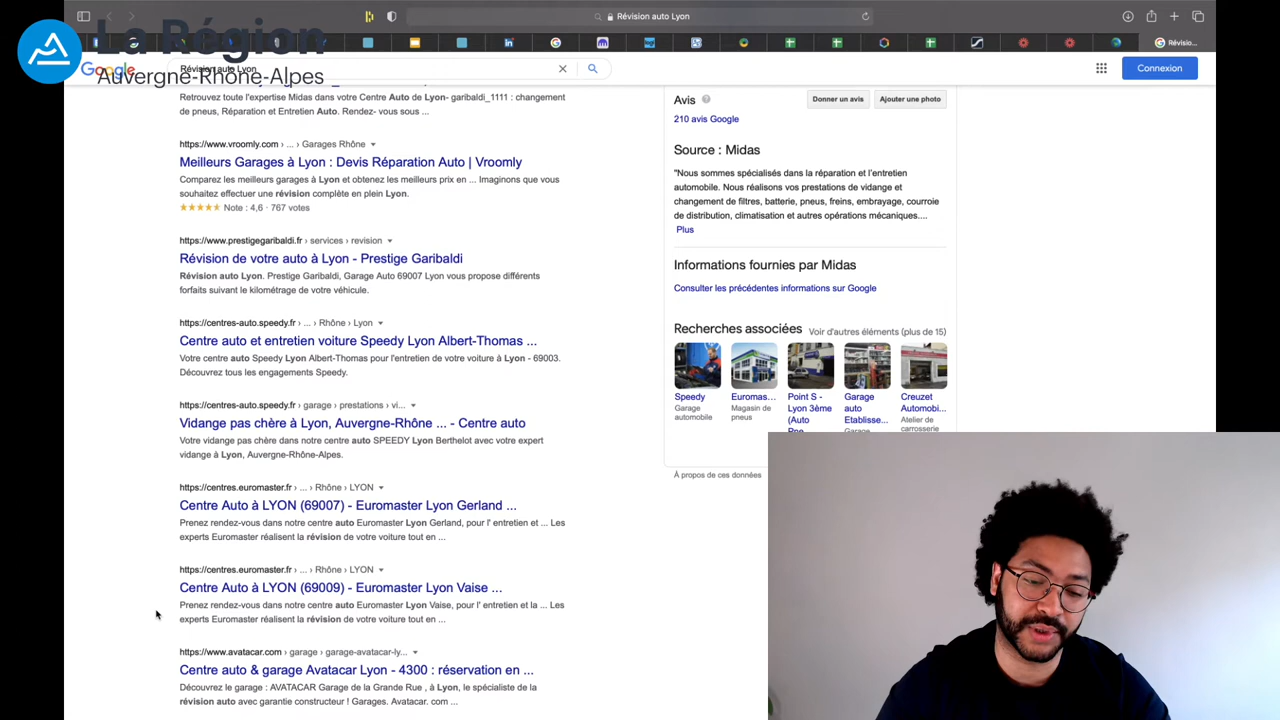 La Région
Auvergne-Rhône-Alpes
Révision auto Lyon
Révisio...
Google
Révision auto Lyon
Connexion
Retrouvez toute l'expertise Midas dans votre Centre Auto de Lyon- garibaldi_1111 : changement
de pneus, Réparation et Entretien Auto. Rendez- vous sous ...
https://www.vroomly.com › ... › Garages Rhône
Meilleurs Garages à Lyon : Devis Réparation Auto | Vroomly
Comparez les meilleurs garages à Lyon et obtenez les meilleurs prix en ... Imaginons que vous
souhaitez effectuer une révision complète en plein Lyon.
Note : 4,6 · 767 votes
https://www.prestigegaribaldi.fr › services › revision
Révision de votre auto à Lyon - Prestige Garibaldi
Révision auto Lyon. Prestige Garibaldi, Garage Auto 69007 Lyon vous propose différents
forfaits suivant le kilométrage de votre véhicule.
https://centres-auto.speedy.fr › ... › Rhône › Lyon
Centre auto et entretien voiture Speedy Lyon Albert-Thomas ...
Votre centre auto Speedy Lyon Albert-Thomas pour l'entretien de votre voiture à Lyon - 69003.
Découvrez tous les engagements Speedy.
https://centres-auto.speedy.fr › garage › prestations › vi...
Vidange pas chère à Lyon, Auvergne-Rhône ... - Centre auto
Votre vidange pas chère dans notre centre auto SPEEDY Lyon Berthelot avec votre expert
vidange à Lyon, Auvergne-Rhône-Alpes.
https://centres.euromaster.fr › ... › Rhône › LYON
Centre Auto à LYON (69007) - Euromaster Lyon Gerland ...
Prenez rendez-vous dans notre centre auto Euromaster Lyon Gerland, pour l' entretien et ... Les
experts Euromaster réalisent la révision de votre voiture tout en ...
https://centres.euromaster.fr › ... › Rhône › LYON
Centre Auto à LYON (69009) - Euromaster Lyon Vaise ...
Prenez rendez-vous dans notre centre auto Euromaster Lyon Vaise, pour l' entretien et la ... Les
experts Euromaster réalisent la révision de votre voiture tout en ...
https://www.avatacar.com › garage › garage-avatacar-ly...
Centre auto & garage Avatacar Lyon - 4300 : réservation en ...
Découvrez le garage : AVATACAR Garage de la Grande Rue , à Lyon, le spécialiste de la
révision auto avec garantie constructeur ! Garages. Avatacar. com ...
Avis
Donner un avis
Ajouter une photo
210 avis Google
Source : Midas
"Nous sommes spécialisés dans la réparation et l'entretien
automobile. Nous réalisons vos prestations de vidange et
changement de filtres, batterie, pneus, freins, embrayage, courroie
de distribution, climatisation et autres opérations mécaniques....
Plus
Informations fournies par Midas
Consulter les précédentes informations sur Google
Recherches associées
Voir d'autres éléments (plus de 15)
Speedy
Garage
automobile
Euromas...
Magasin de
pneus
Point S -
Lyon 3ème
(Auto
Pne
Garage
auto
Etablisse...
Garage
Creuzet
Automobi...
Atelier de
carrosserie
À propos de ces données